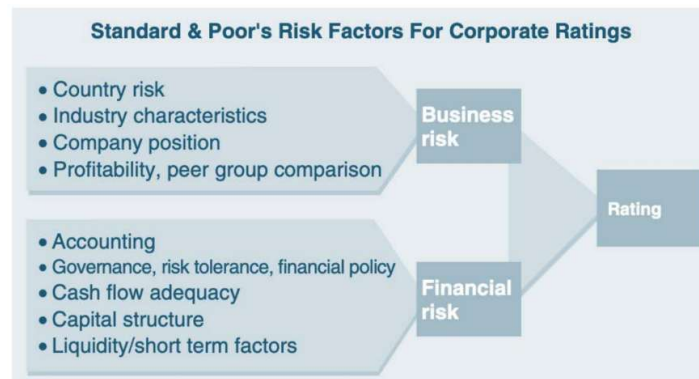 Standard & Poor's Risk Factors For Corporate Ratings
• Country risk
• Industry characteristics
• Company position
• Profitability, peer group comparison
Business
risk
Rating
• Accounting
• Governance, risk tolerance, financial policy
• Cash flow adequacy
• Capital structure
• Liquidity/short term factors
Financial
risk